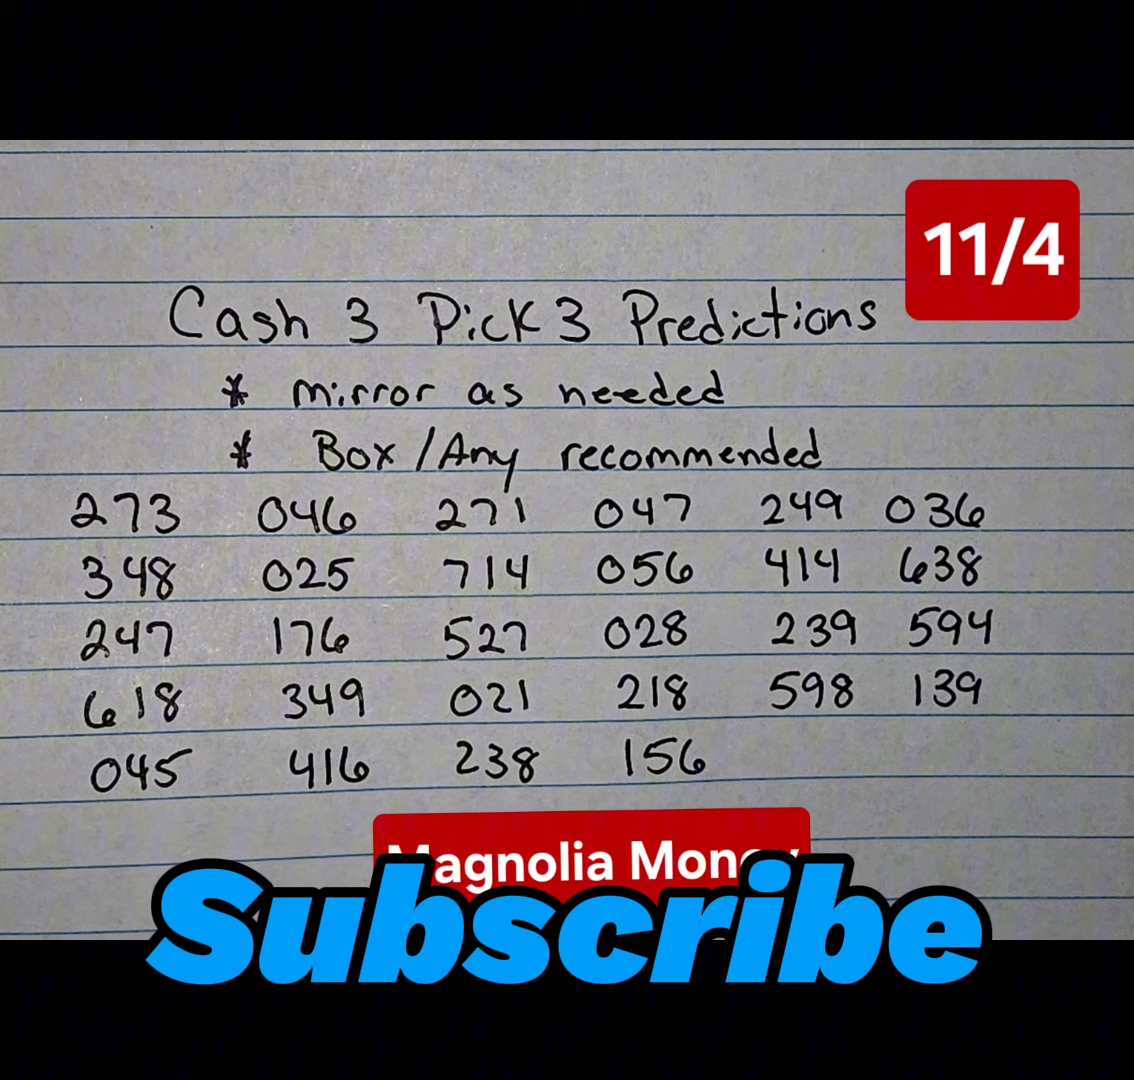 11/4
Cash 3 Pick 3 Predictions
* mirror as needed
* Box/Any recommended
273 046 271 047 249 036
348 025 714 056 414 638
247 176 527 028 239 594
618 349 021 218 598 139
045 416 238 156
Magnolia Money
Subscribe